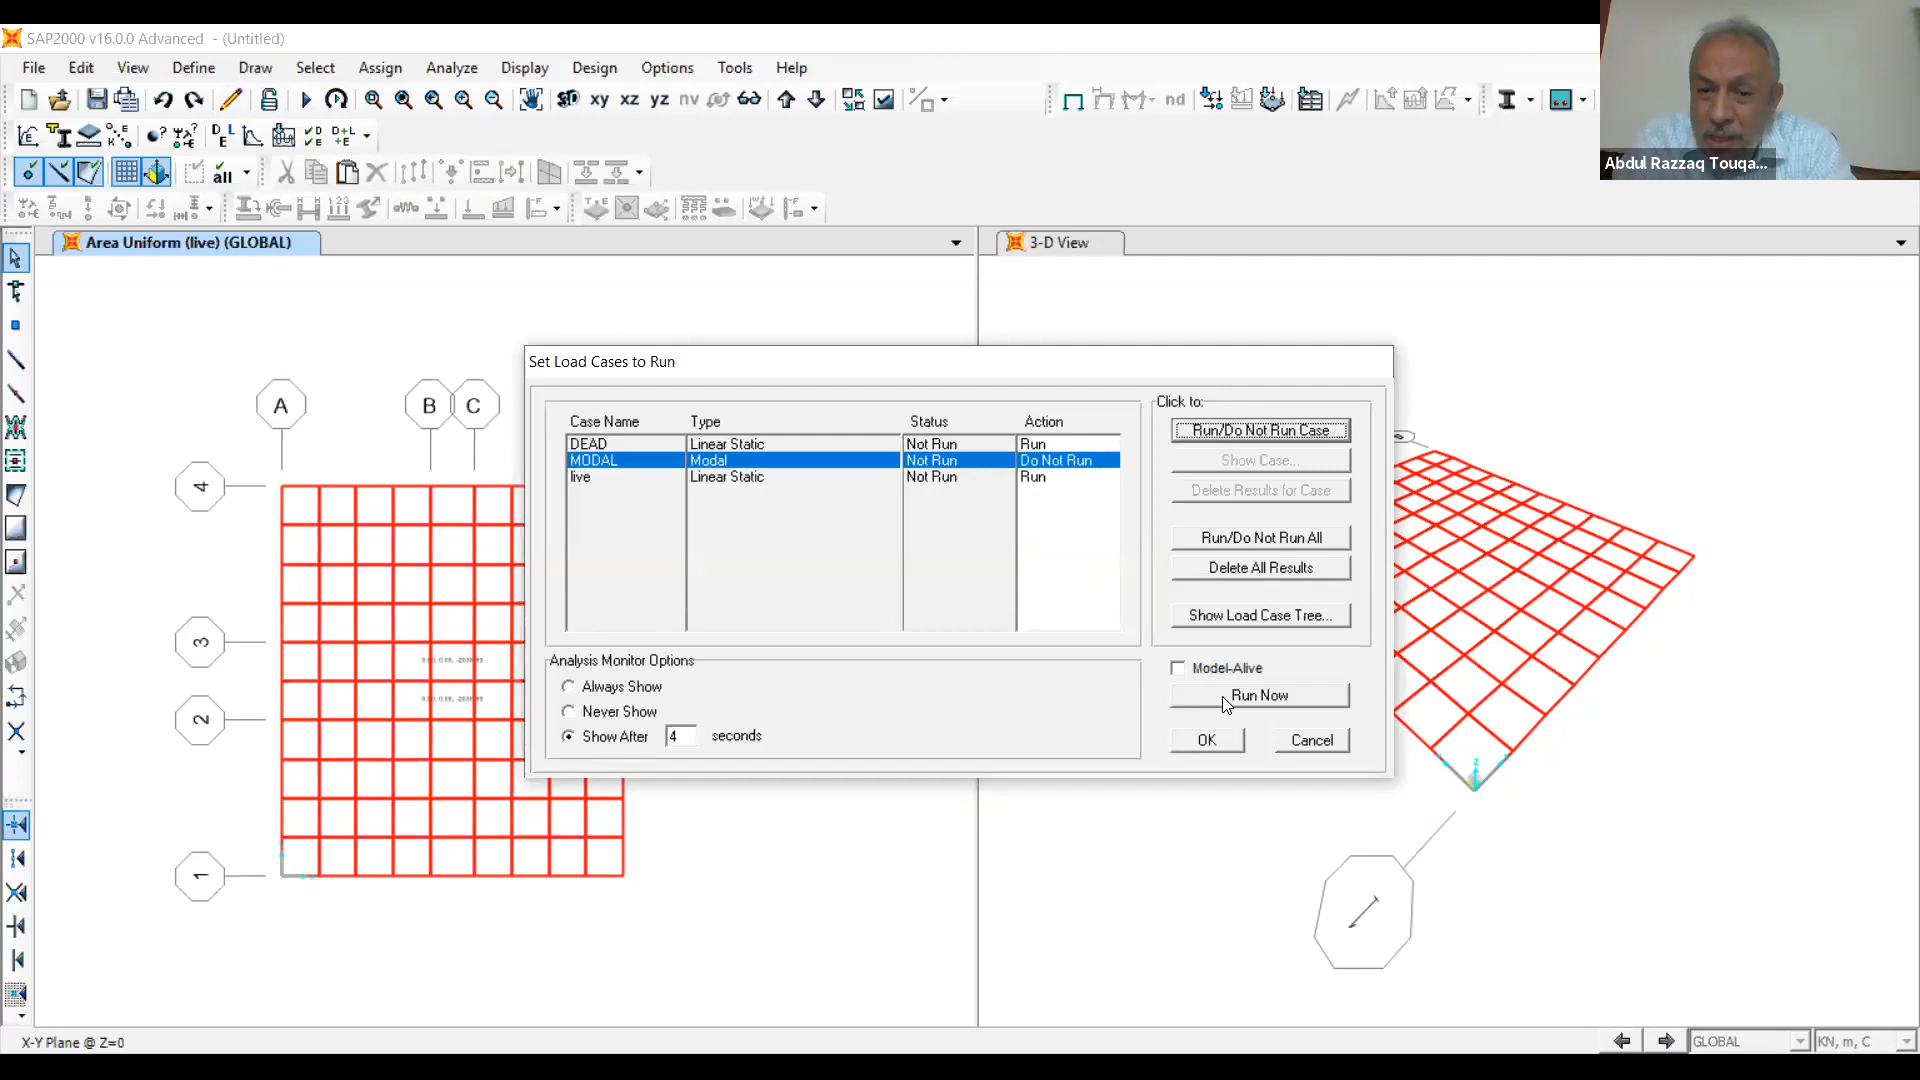 SAP2000 v16.0.0 Advanced - (Untitled)
File Edit View Define Draw Select Assign Analyze Display Design Options Tools Help
xy xz yz nv
nd
all
Abdul Razzaq Touqa...
Area Uniform (live) (GLOBAL)
3-D View
A
B
C
4
3
2
1
Set Load Cases to Run
Case Name Type Status Action
DEAD Linear Static Not Run Run
MODAL Modal Not Run Do Not Run
live Linear Static Not Run Run
Click to:
Run/Do Not Run Case
Show Case...
Delete Results for Case
Run/Do Not Run All
Delete All Results
Show Load Case Tree...
Analysis Monitor Options
Always Show
Never Show
Show After 4 seconds
Model-Alive
Run Now
OK Cancel
Z
1
X-Y Plane @ Z=0
GLOBAL
KN, m, C